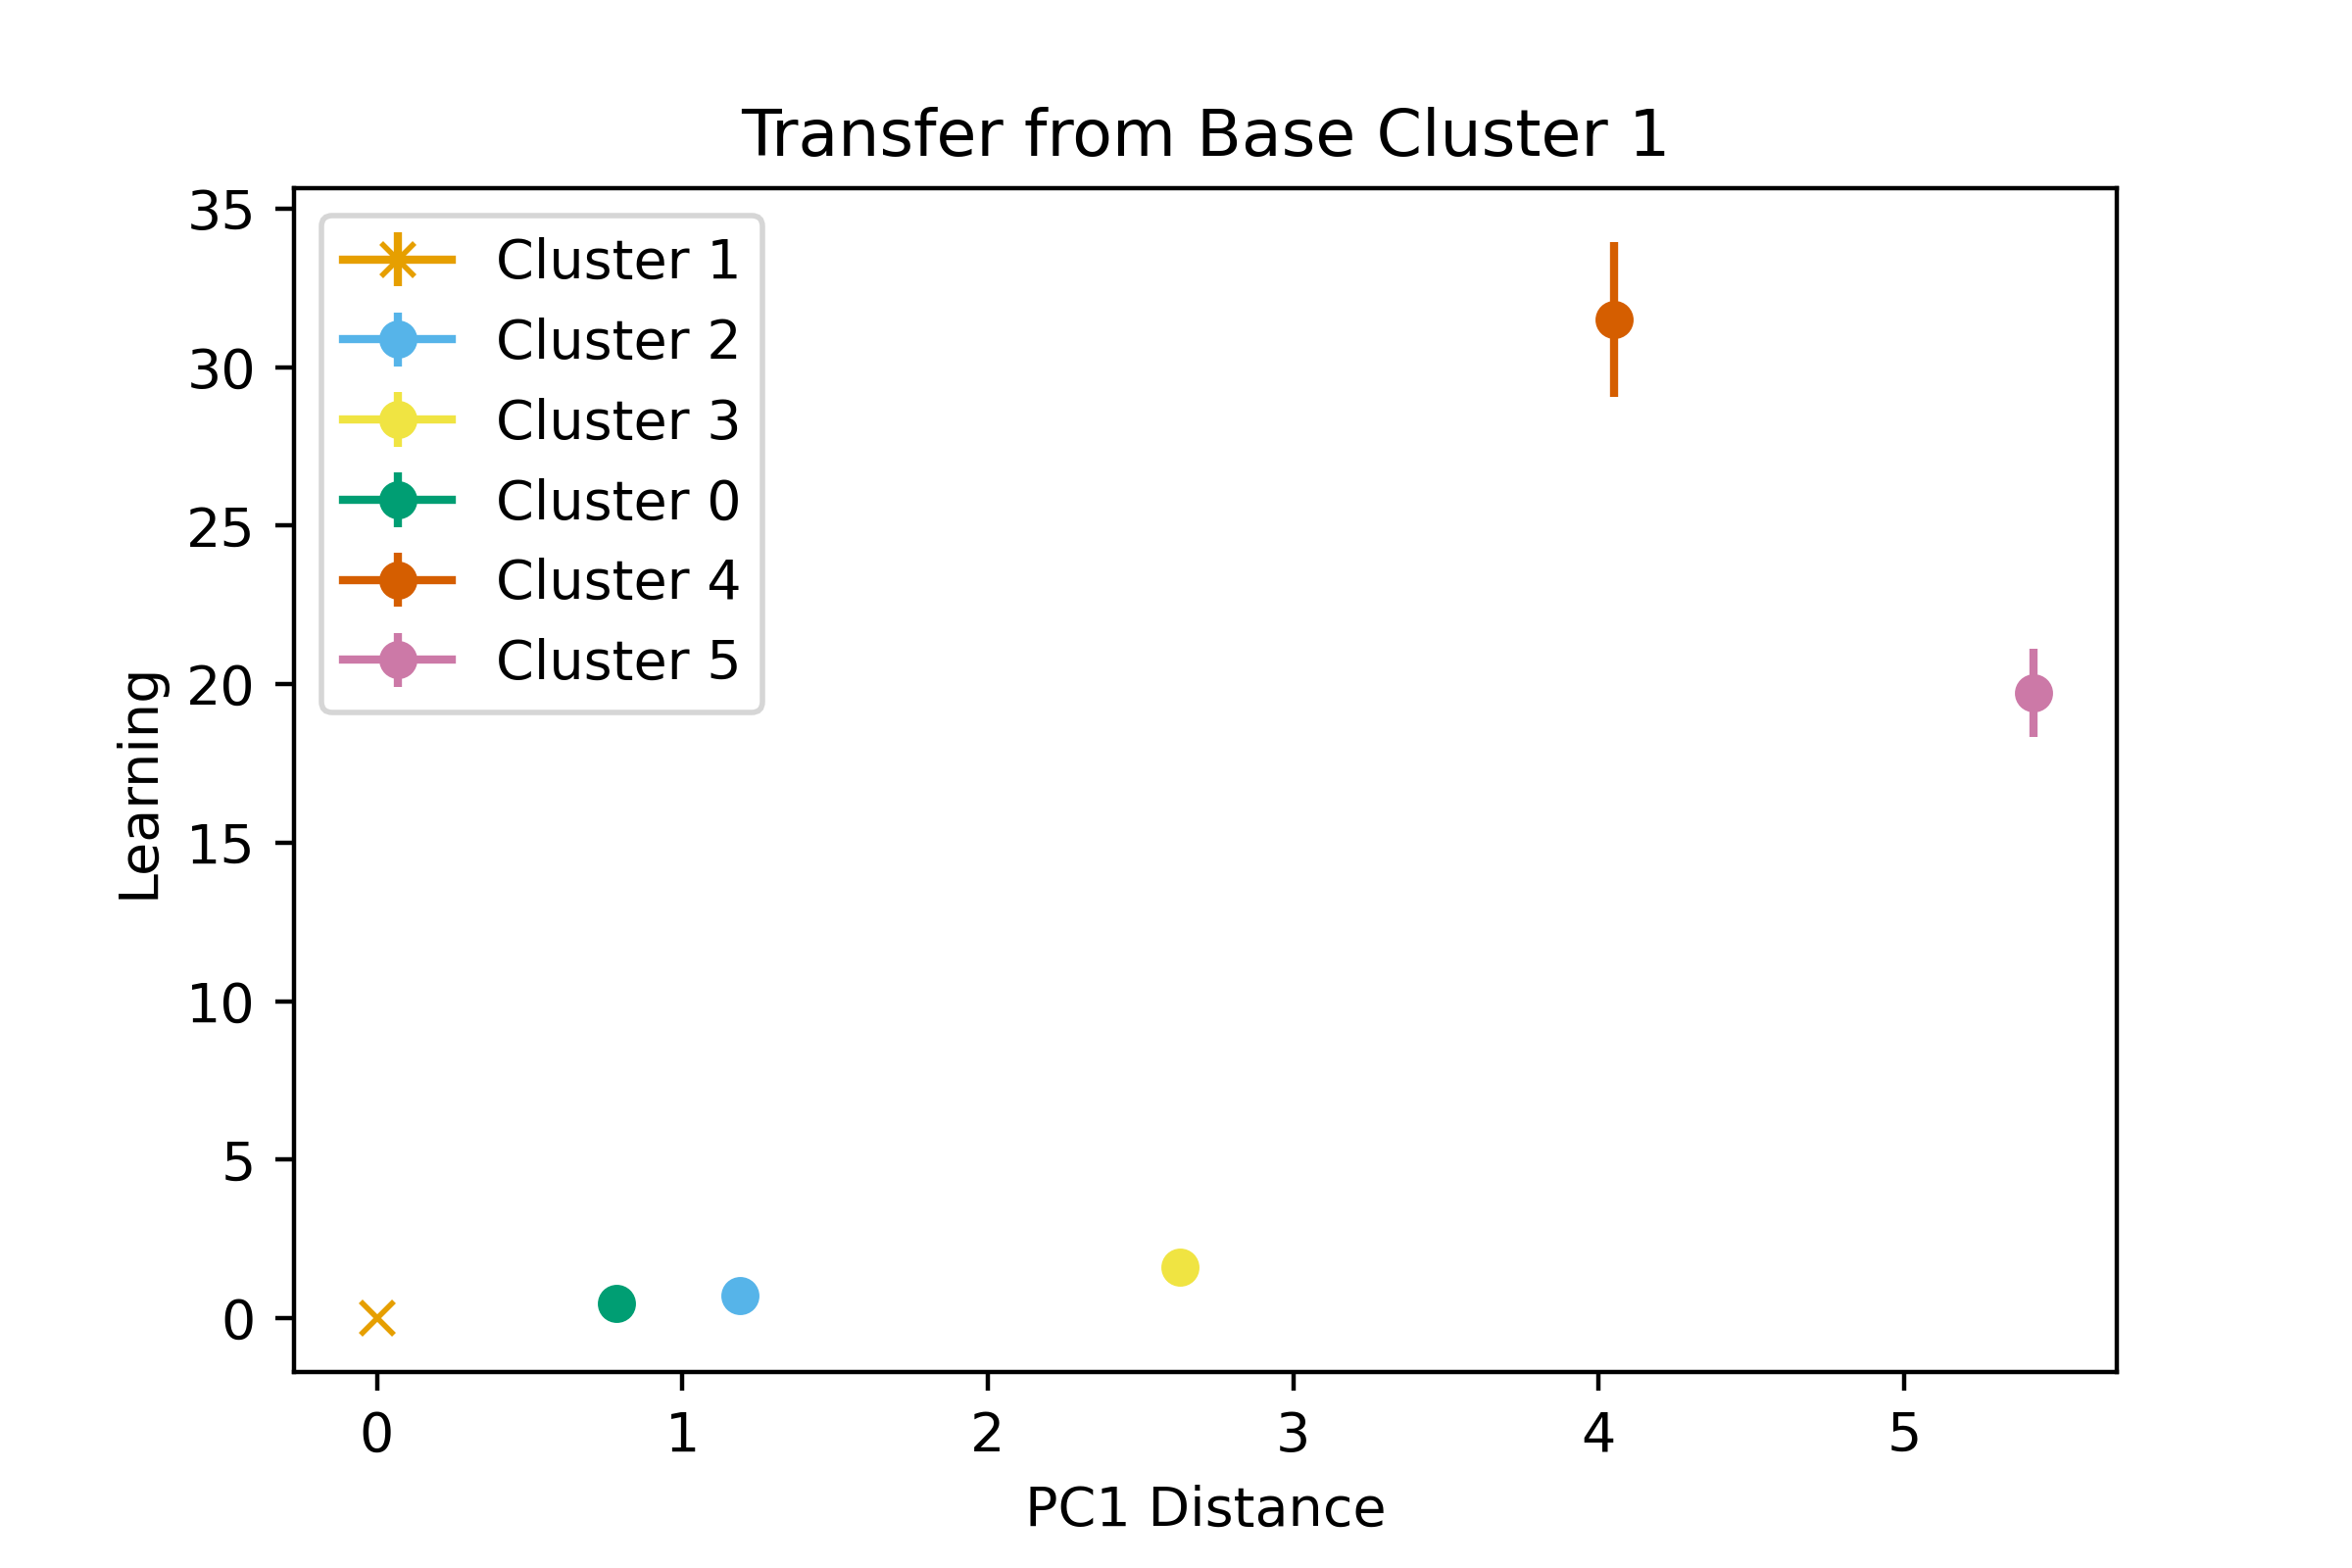 Transfer from Base Cluster 1
35
30
25
20
15
10
5
0
Learning
Cluster 1
Cluster 2
Cluster 3
Cluster 0
Cluster 4
Cluster 5
0 1 2 3 4 5
PC1 Distance